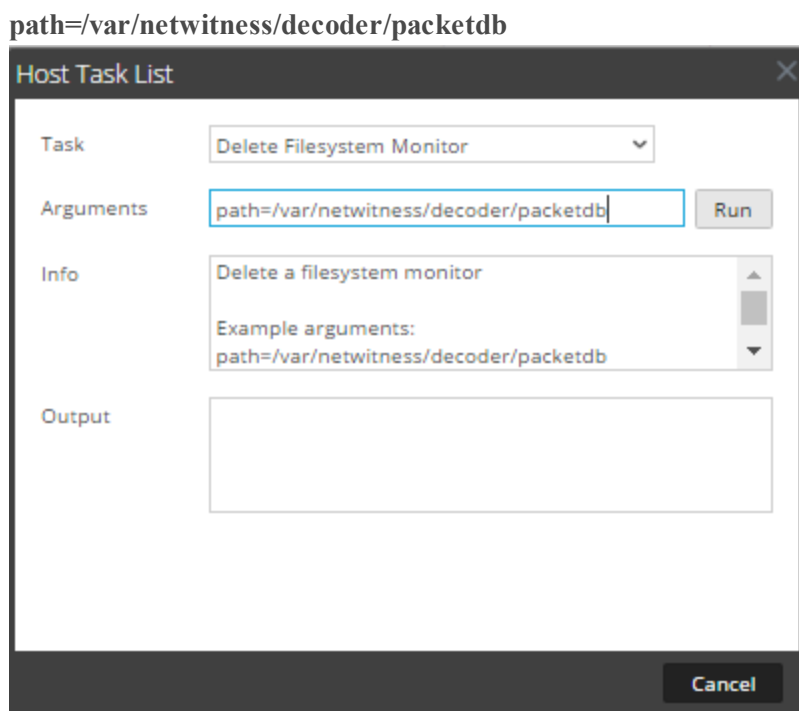 path=/var/netwitness/decoder/packetdb
Host Task List
Task
Delete Filesystem Monitor
Arguments
path=/var/netwitness/decoder/packetdb
Run
Info
Delete a filesystem monitor
Example arguments:
path=/var/netwitness/decoder/packetdb
Output
Cancel